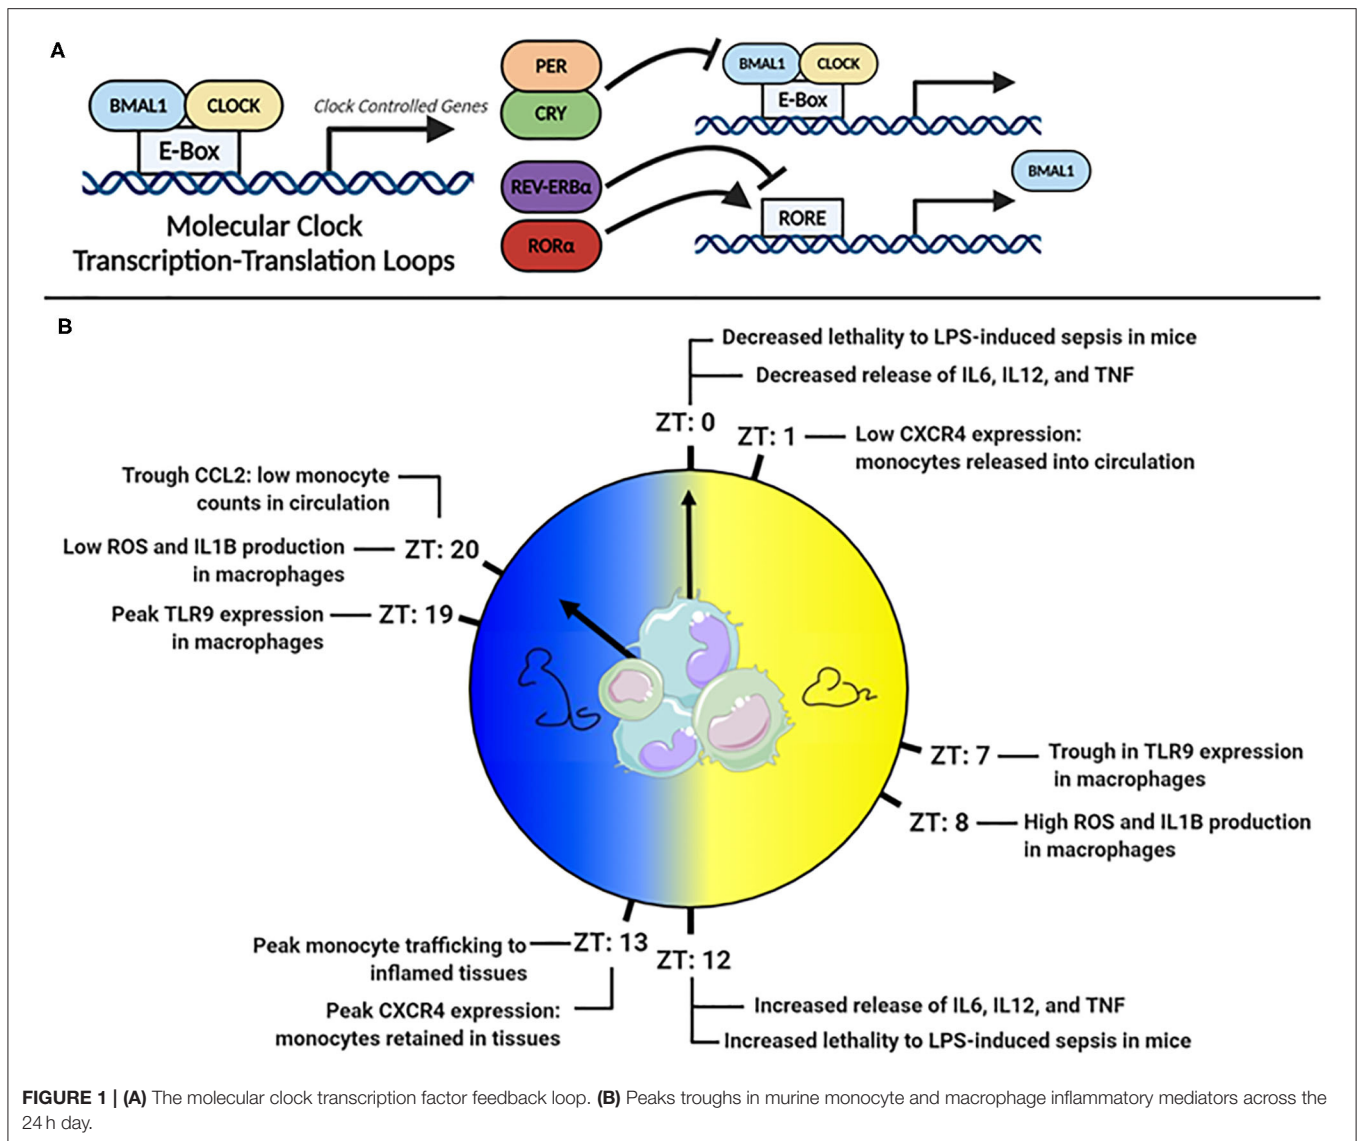 A
BMAL1
CLOCK
E-Box
Clock Controlled Genes
Molecular Clock
Transcription-Translation Loops
PER
CRY
REV-ERBα
RORα
BMAL1
CLOCK
E-Box
RORE
BMAL1
B
Decreased lethality to LPS-induced sepsis in mice
Decreased release of IL6, IL12, and TNF
ZT: 0
ZT: 1
Low CXCR4 expression:
monocytes released into circulation
Trough CCL2: low monocyte
counts in circulation
Low ROS and IL1B production
in macrophages
ZT: 20
Peak TLR9 expression
in macrophages
ZT: 19
ZT: 7
Trough in TLR9 expression
in macrophages
ZT: 8
High ROS and IL1B production
in macrophages
Peak monocyte trafficking to
inflamed tissues
ZT: 13
Peak CXCR4 expression:
monocytes retained in tissues
ZT: 12
Increased release of IL6, IL12, and TNF
Increased lethality to LPS-induced sepsis in mice
FIGURE 1 | (A) The molecular clock transcription factor feedback loop. (B) Peaks troughs in murine monocyte and macrophage inflammatory mediators across the
24 h day.